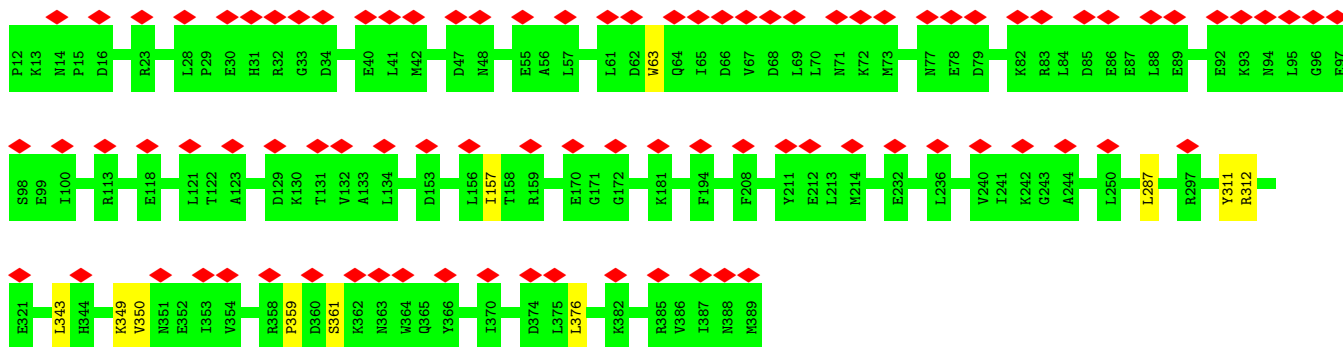 P12 K13 N14 P15 D16 R23 L28 P29 E30 H31 R32 G33 D34 E40 L41 M42 D47 N48 E55 A56 L57 L61 D62 W63 Q64 I65 D66 V67 D68 L69 L70 N71 K72 M73 N77 E78 D79 K82 R83 L84 D85 E86 E87 L88 E89 E92 K93 N94 L95 G96 E97
S98 E99 I100 R113 E118 L121 T122 A123 D129 K130 T131 V132 A133 L134 D153 L156 I157 T158 R159 E170 G171 G172 K181 F194 F208 Y211 E212 L213 M214 E232 L236 V240 I241 K242 G243 A244 L250 L287 R297 Y311 R312
E321 L343 H344 K349 V350 N351 E352 I353 V354 R358 P359 D360 S361 K362 N363 W364 Q365 Y366 I370 D374 L375 L376 K382 R385 V386 I387 N388 M389